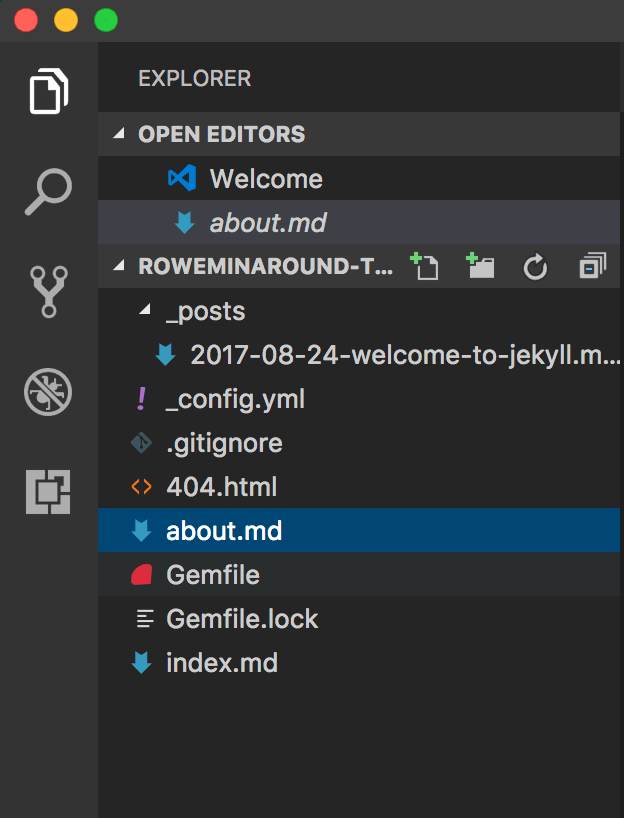 EXPLORER
OPEN EDITORS
Welcome
about.md
ROWEMINAROUND-T...
_posts
2017-08-24-welcome-to-jekyll.m...
_config.yml
.gitignore
404.html
about.md
Gemfile
Gemfile.lock
index.md